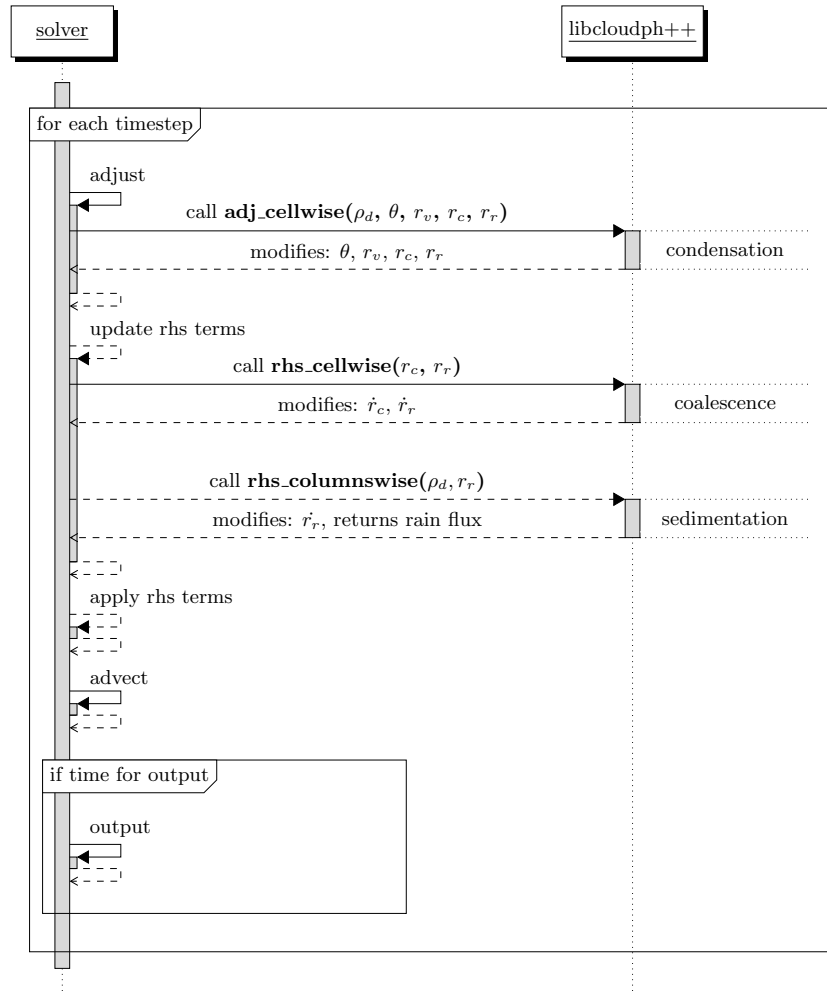 solver
libcloudph++
for each timestep
adjust
call adj_cellwise(ρ_d, θ, r_v, r_c, r_r)
modifies: θ, r_v, r_c, r_r
condensation
update rhs terms
call rhs_cellwise(r_c, r_r)
modifies: ṙ_c, ṙ_r
coalescence
call rhs_columnswise(ρ_d, r_r)
modifies: ṙ_r, returns rain flux
sedimentation
apply rhs terms
advect
if time for output
output